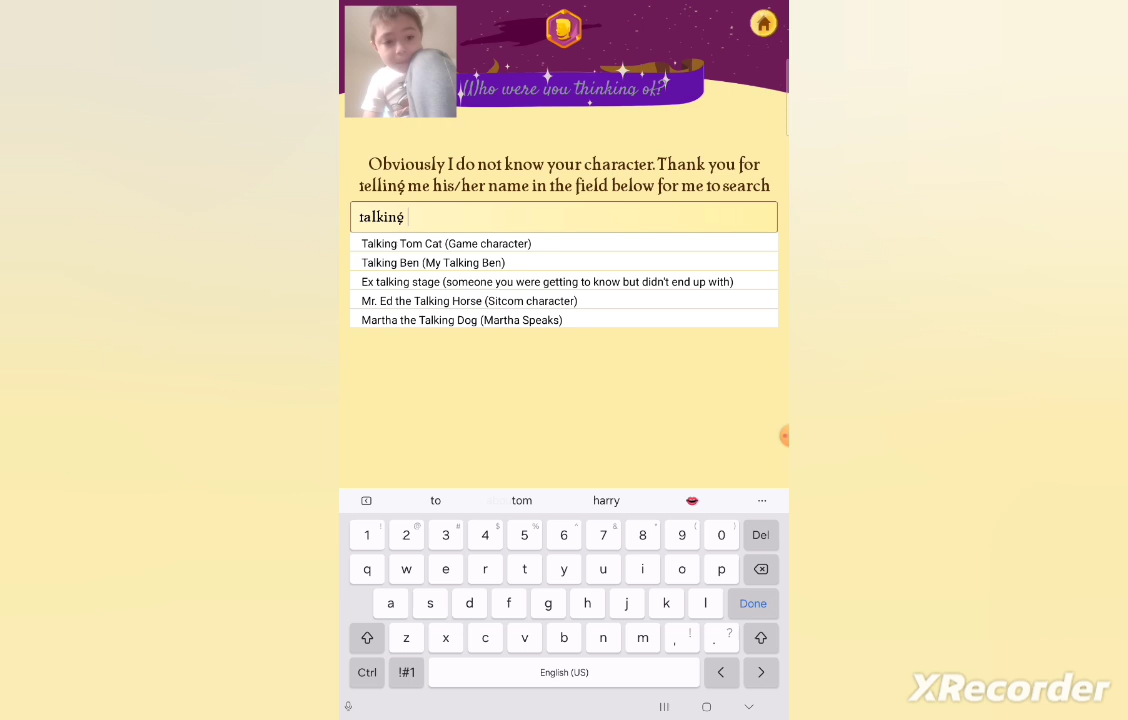 Who were you thinking of?
Obviously I do not know your character. Thank you for
telling me his/her name in the field below for me to search
talking
Talking Tom Cat (Game character)
Talking Ben (My Talking Ben)
Ex talking stage (someone you were getting to know but didn't end up with)
Mr. Ed the Talking Horse (Sitcom character)
Martha the Talking Dog (Martha Speaks)
to tom harry ...
! @ # $ % ^ & * ( )
1 2 3 4 5 6 7 8 9 0 Del
q w e r t y u i o p
a s d f g h j k l Done
! ?
z x c v b n m , .
Ctrl !#1 English (US) < >
XRecorder